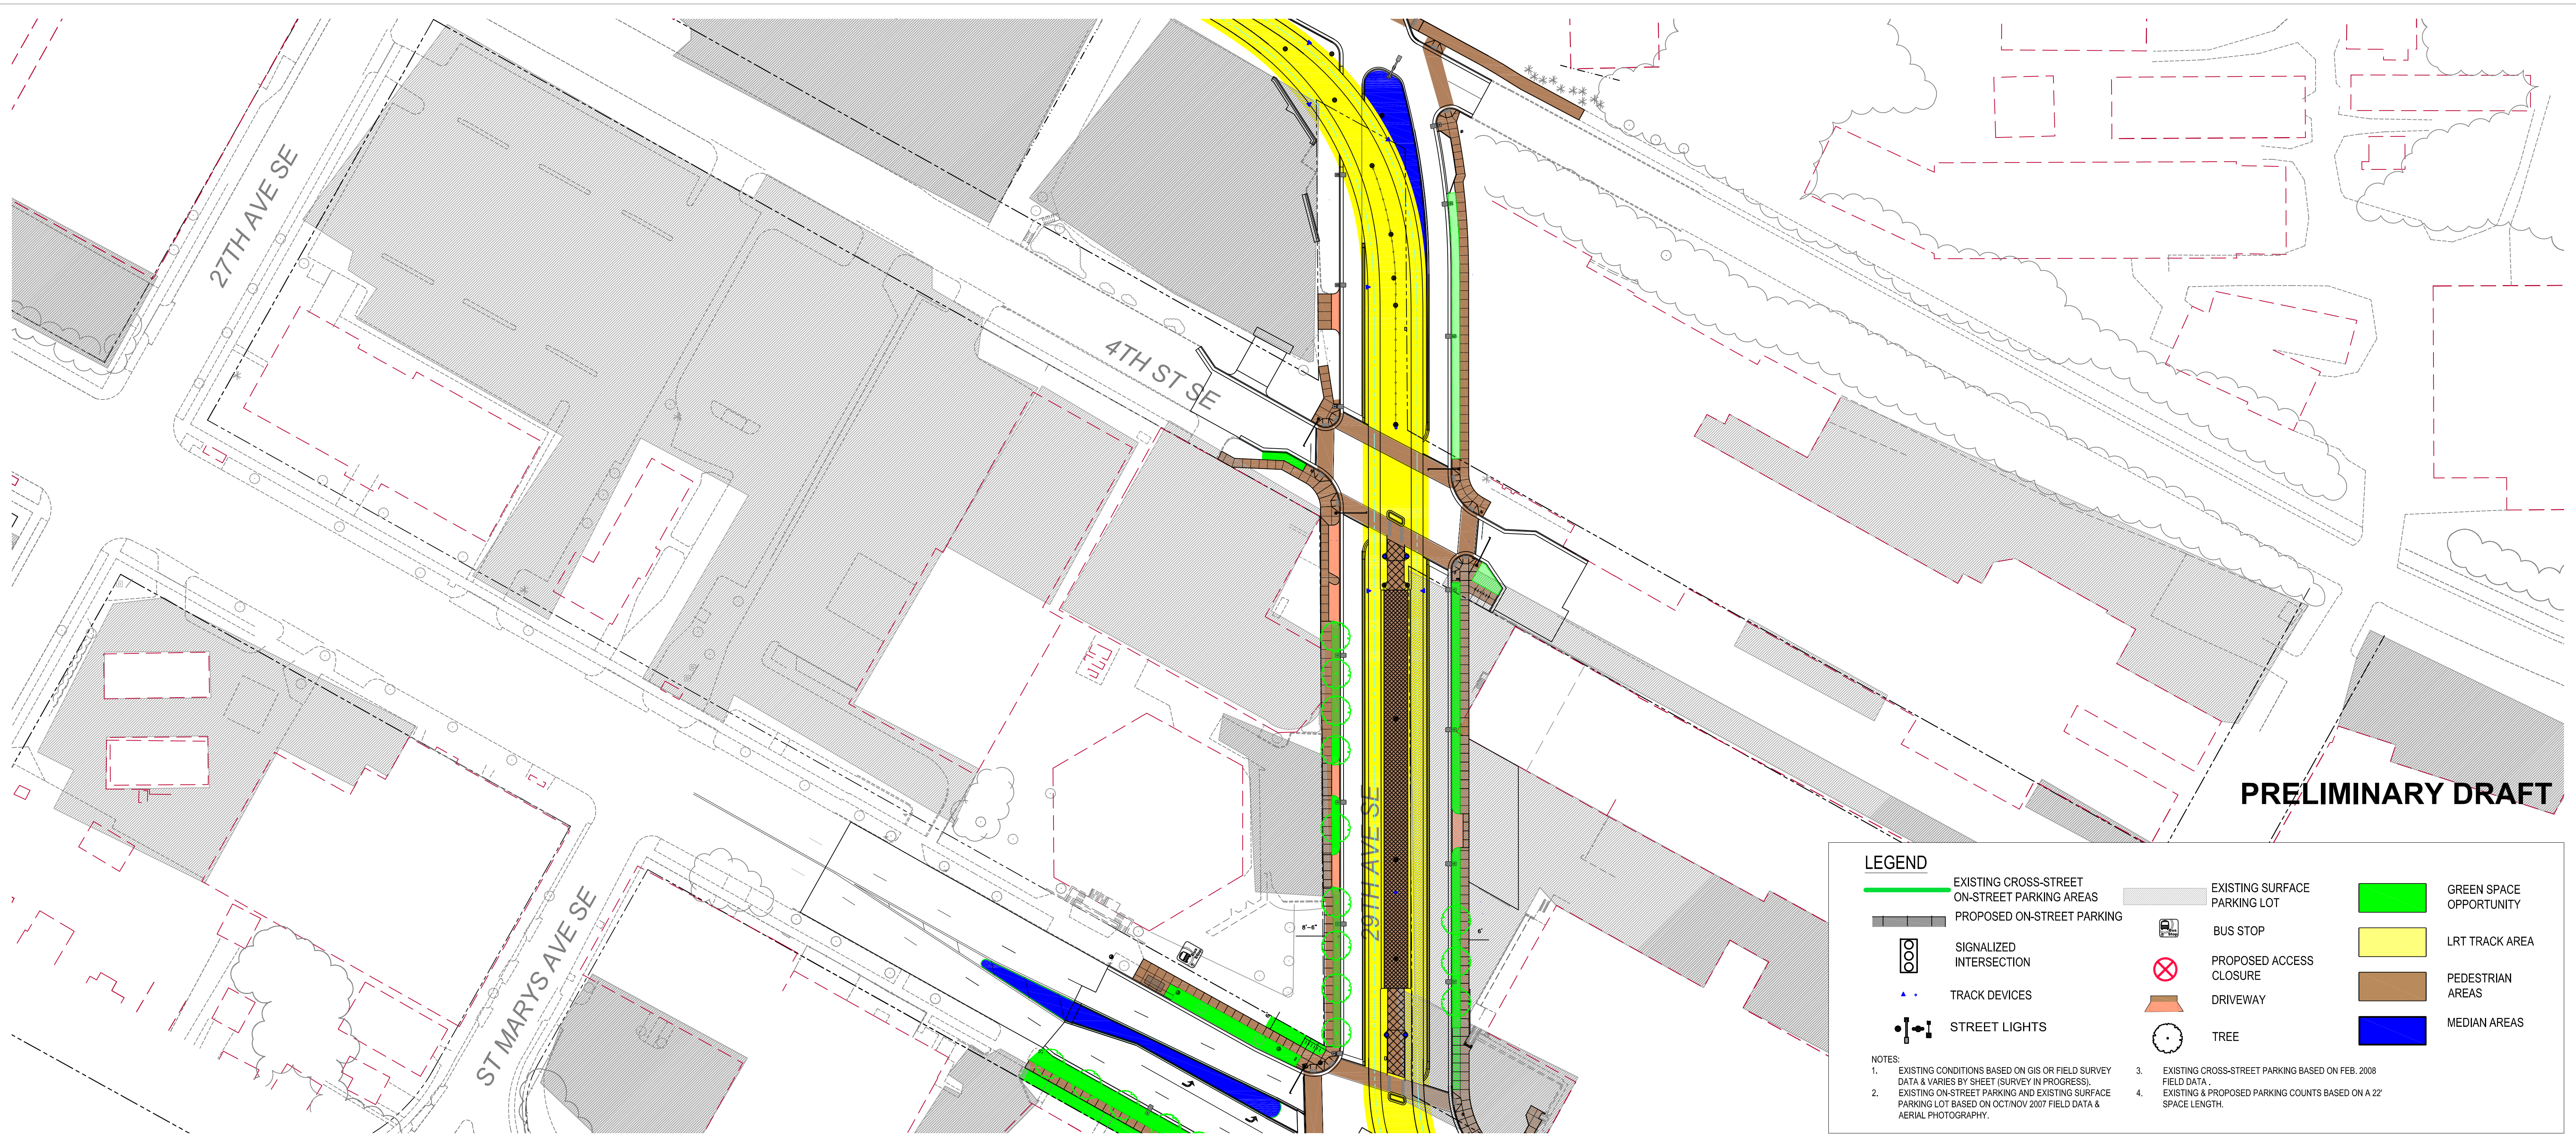 27TH AVE SE
4TH ST SE
29TH AVE SE
ST MARYS AVE SE
8'-6"
6'
PRELIMINARY DRAFT
LEGEND
EXISTING CROSS-STREET
ON-STREET PARKING AREAS
PROPOSED ON-STREET PARKING
SIGNALIZED
INTERSECTION
TRACK DEVICES
STREET LIGHTS
EXISTING SURFACE
PARKING LOT
BUS STOP
PROPOSED ACCESS
CLOSURE
DRIVEWAY
TREE
GREEN SPACE
OPPORTUNITY
LRT TRACK AREA
PEDESTRIAN
AREAS
MEDIAN AREAS
NOTES:
1. EXISTING CONDITIONS BASED ON GIS OR FIELD SURVEY
DATA & VARIES BY SHEET (SURVEY IN PROGRESS).
2. EXISTING ON-STREET PARKING AND EXISTING SURFACE
PARKING LOT BASED ON OCT/NOV 2007 FIELD DATA &
AERIAL PHOTOGRAPHY.
3. EXISTING CROSS-STREET PARKING BASED ON FEB. 2008
FIELD DATA .
4. EXISTING & PROPOSED PARKING COUNTS BASED ON A 22'
SPACE LENGTH.